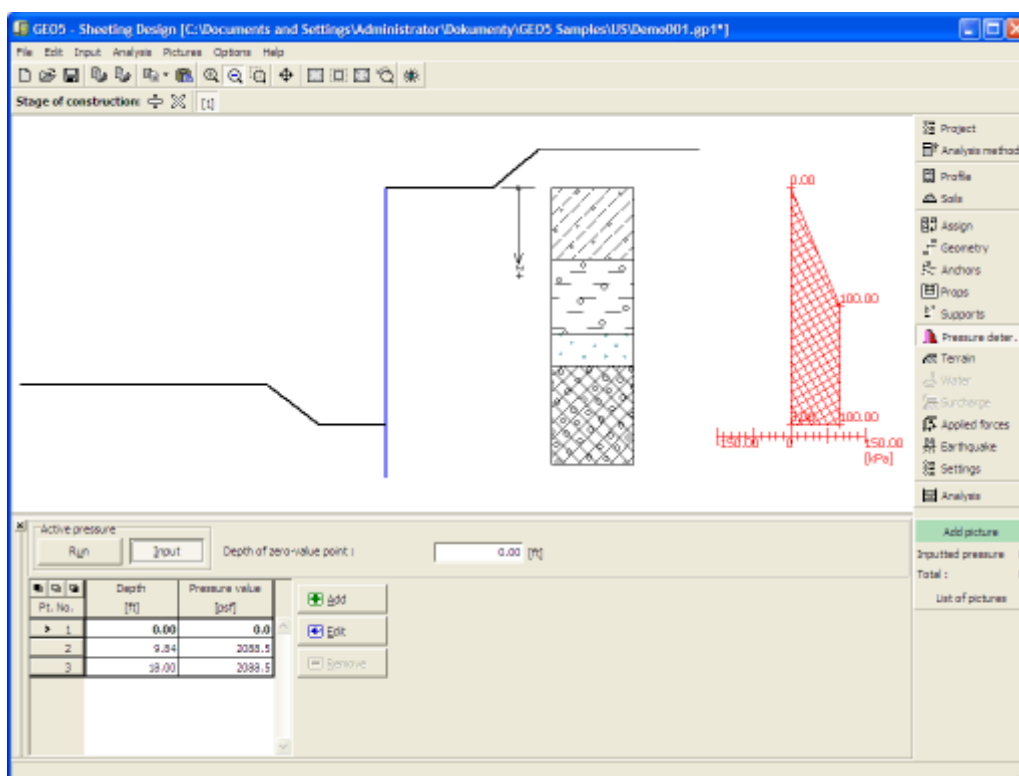 GEO5 - Sheeting Design [C:\Documents and Settings\Administrator\Dokumenty\GEO5 Samples\US\Demo001.gp1*]
File Edit Input Analysis Pictures Options Help
Stage of construction: [1]
Project
Analysis method
Profile
Soils
Assign
Geometry
Anchors
Props
Supports
Pressure deter.
Terrain
Water
Surcharge
Applied forces
Earthquake
Settings
Analysis
+z
0.00
100.00
0.00 100.00
-150.00 0 150.00
[kPa]
Active pressure
Run Input Depth of zero-value point : 0.00 [ft]
Pt. No. Depth [ft] Pressure value [psf]
> 1 0.00 0.0
2 9.84 2088.5
3 18.00 2088.5
Add
Edit
Remove
Add picture
Inputted pressure
Total :
List of pictures